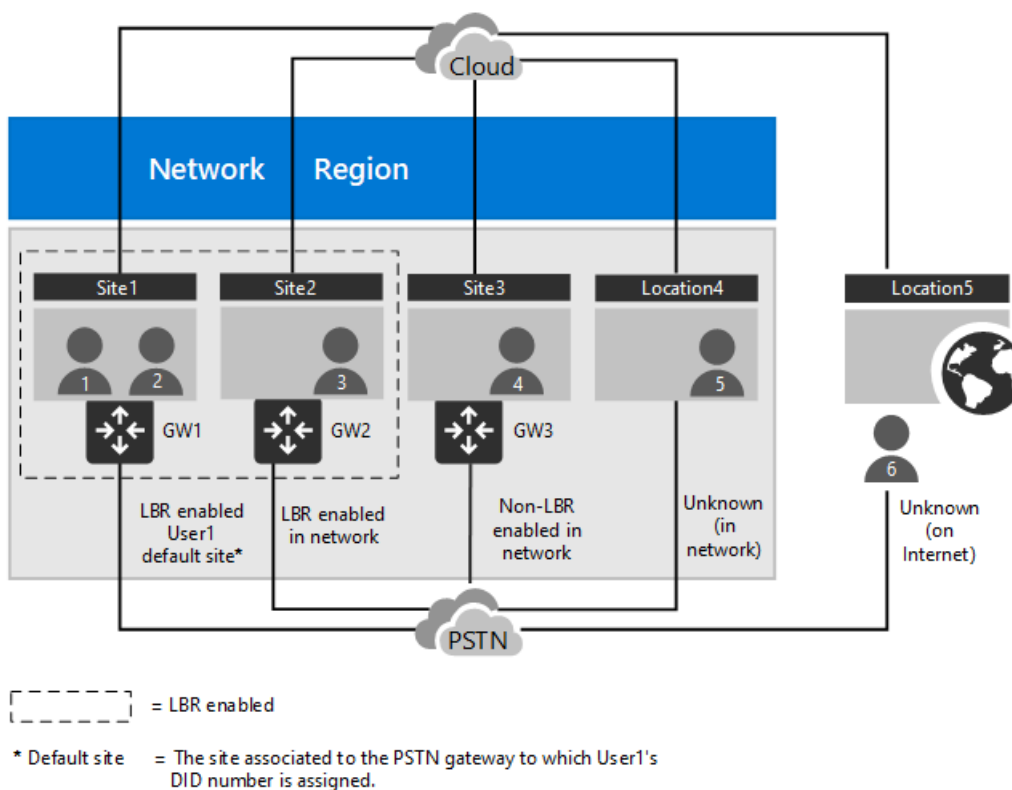 Cloud
Network Region
Site1
Site2
Site3
Location4
Location5
1
2
3
4
5
6
GW1
GW2
GW3
LBR enabled
User1
default site*
LBR enabled
in network
Non-LBR
enabled in
network
Unknown
(in
network)
Unknown
(on
Internet)
PSTN
= LBR enabled
* Default site = The site associated to the PSTN gateway to which User1's
DID number is assigned.